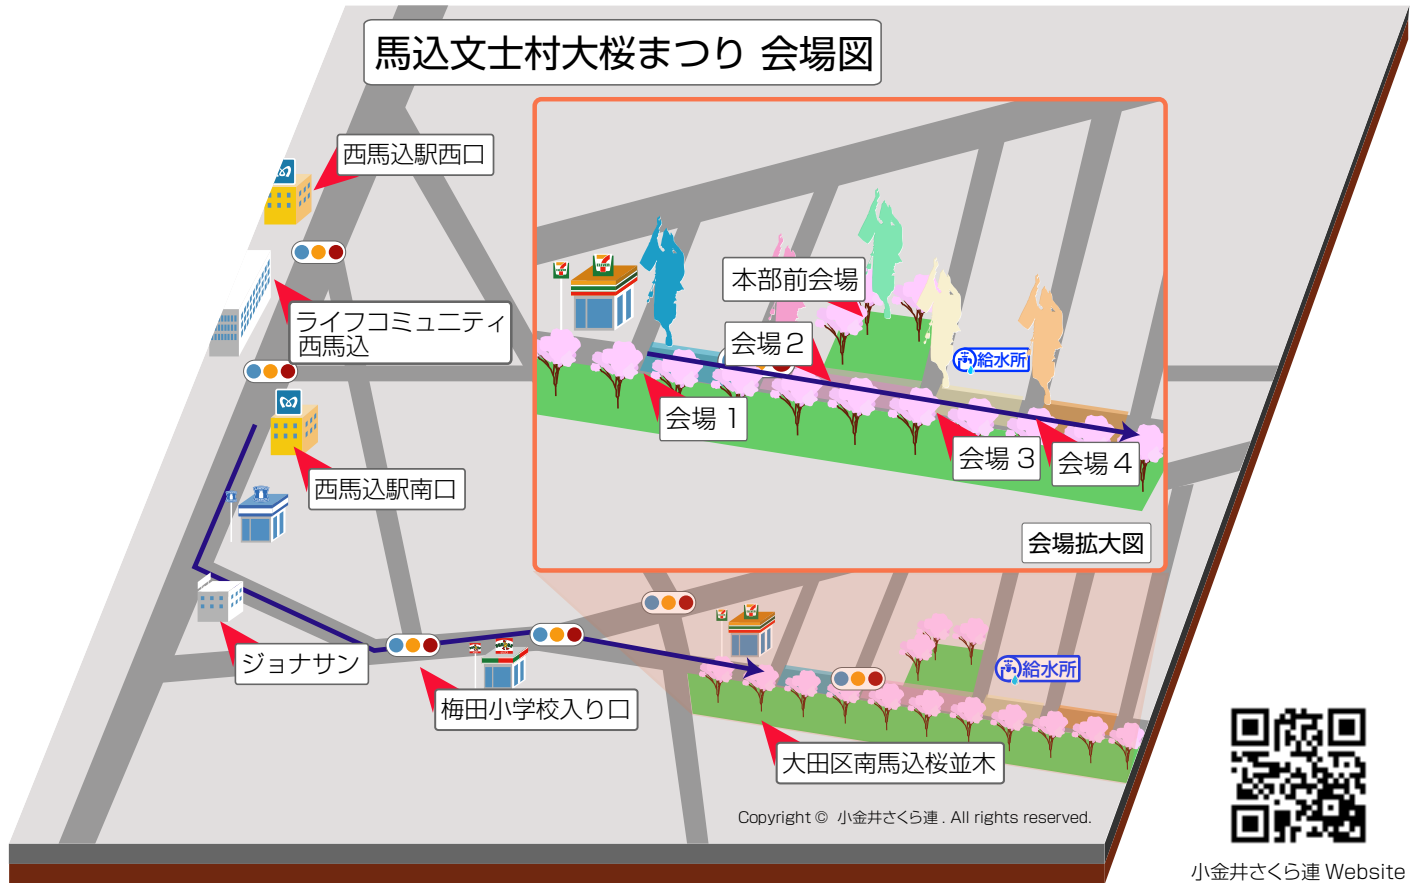 馬込文士村大桜まつり 会場図
西馬込駅西口
ライフコミュニティ
西馬込
西馬込駅南口
ジョナサン
梅田小学校入り口
大田区南馬込桜並木
本部前会場
会場2
会場1
会場3
会場4
給水所
会場拡大図
給水所
Copyright © 小金井さくら連 . All rights reserved.
小金井さくら連 Website